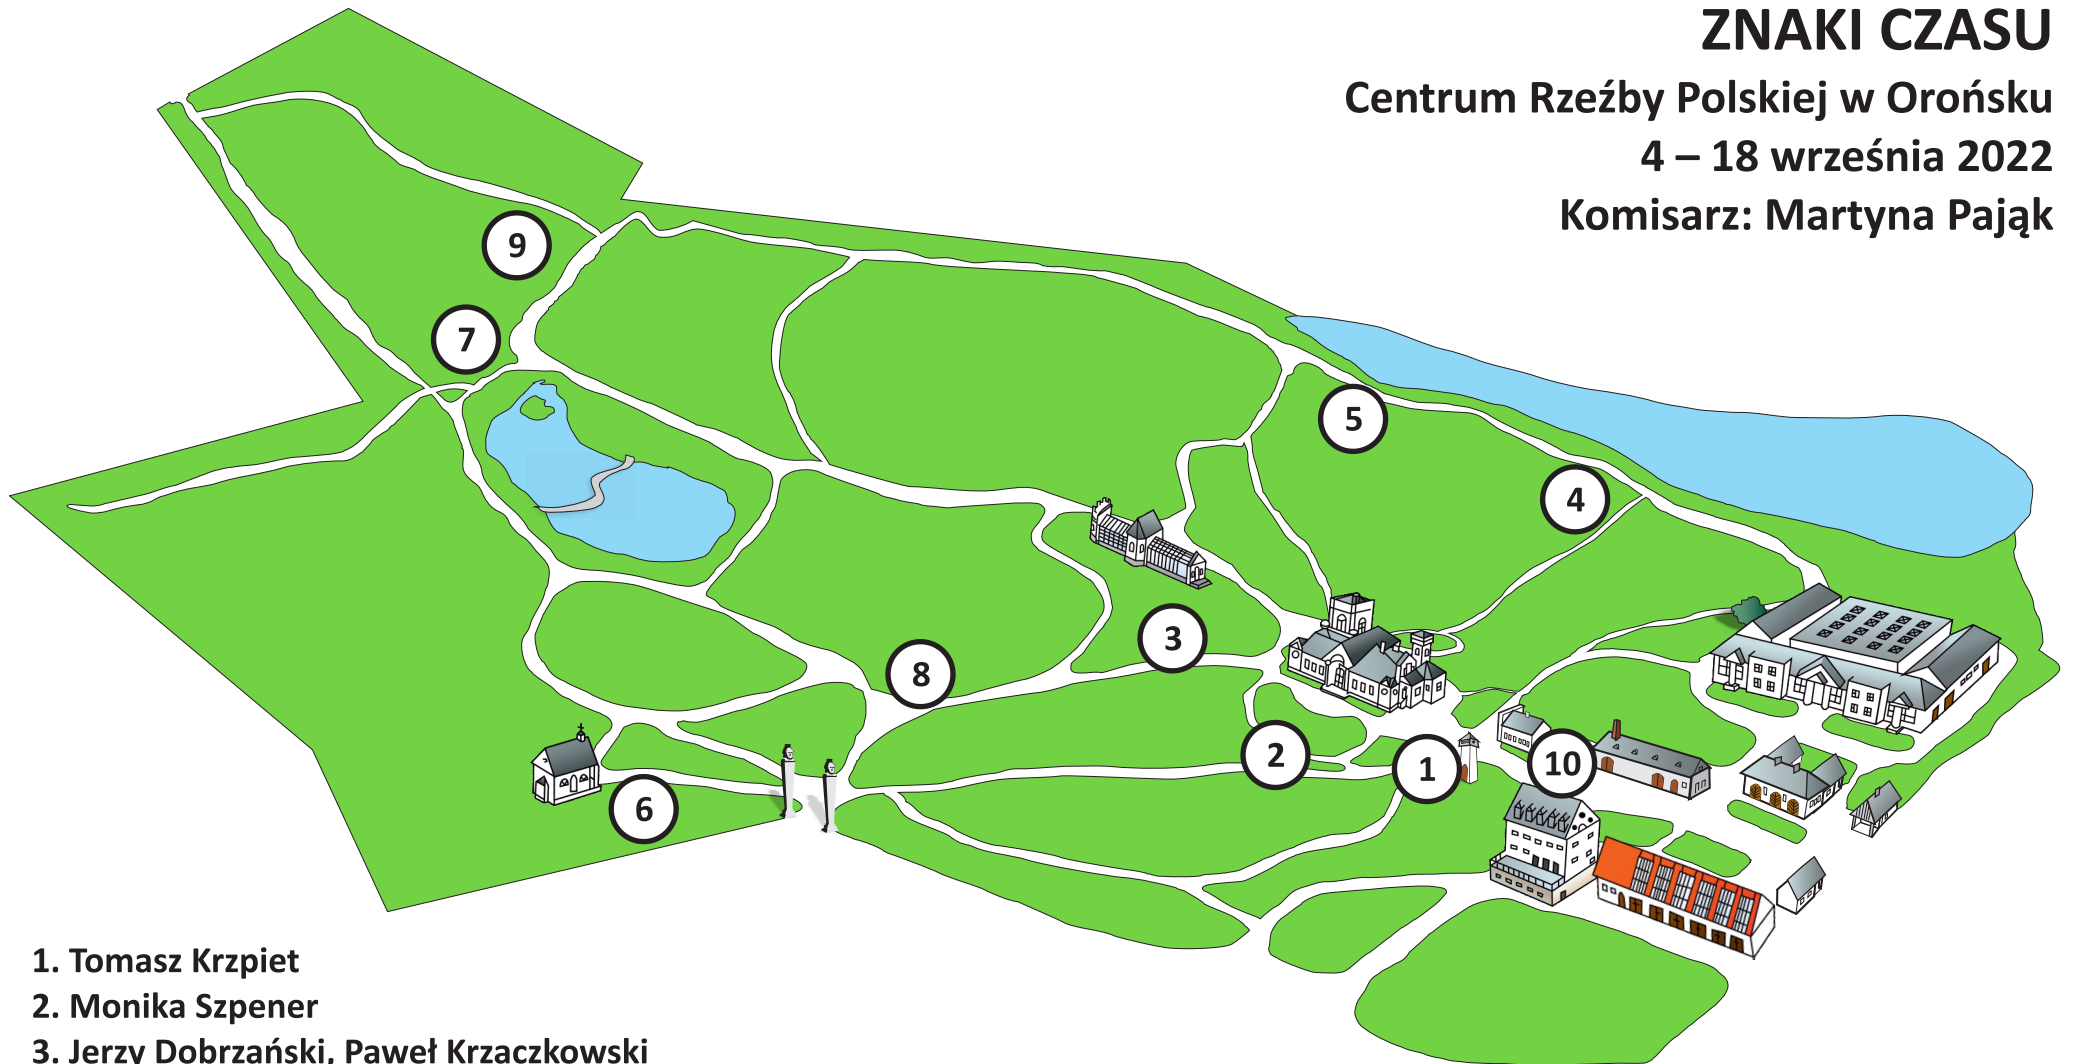 ZNAKI CZASU
Centrum Rzeźby Polskiej w Orońsku
4 – 18 września 2022
Komisarz: Martyna Pająk
9
7
5
4
3
8
2
1
10
6
1. Tomasz Krzpiet
2. Monika Szpener
3. Jerzy Dobrzański, Paweł Krzaczkowski